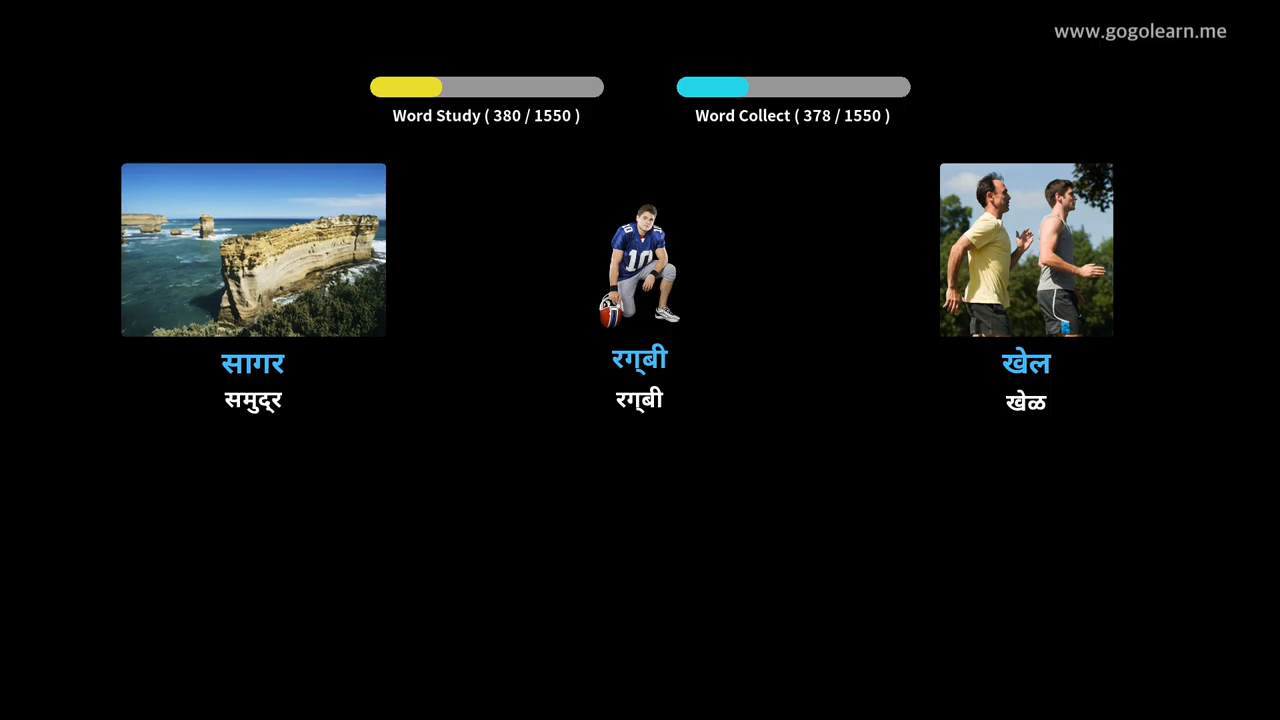 www.gogolearn.me
Word Study ( 380 / 1550 )
Word Collect ( 378 / 1550 )
सागर
समुद्र
रग्बी
रग्बी
खेल
खेळ